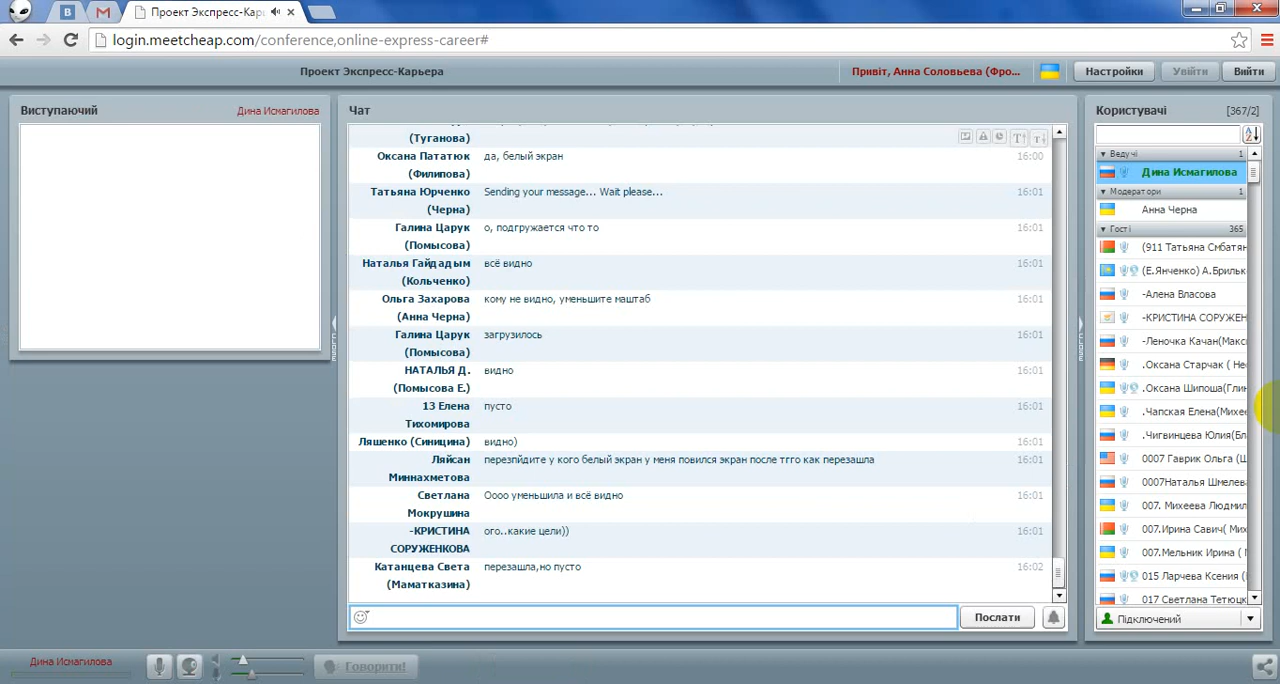 Проект Экспресс-Карь
login.meetcheap.com/conference,online-express-career#
Проект Экспресс-Карьера
Привіт, Анна Соловьева (Фро...
Настройки
Увійти
Вийти
Виступаючий
Дина Исмагилова
Чат
(Туганова)
Оксана Пататюк да, белый экран 16:00
(Филипова)
Татьяна Юрченко Sending your message... Wait please... 16:01
(Черна)
Галина Царук о, подгружается что то 16:01
(Помысова)
Наталья Гайдадым всё видно 16:01
(Кольченко)
Ольга Захарова кому не видно, уменьшите маштаб 16:01
(Анна Черна)
Галина Царук загрузилось 16:01
(Помысова)
НАТАЛЬЯ Д. видно 16:01
(Помысова Е.)
13 Елена пусто 16:01
Тихомирова
Ляшенко (Синицина) видно) 16:01
Ляйсан перезпйдите у кого белый экран у меня повился экран после тгго как перезашла 16:01
Миннахметова
Светлана Оооо уменьшила и всё видно 16:01
Мокрушина
-КРИСТИНА ого..какие цели)) 16:01
СОРУЖЕНКОВА
Катанцева Света перезашла,но пусто 16:02
(Маматказина)
Послати
Користувачі [367/2]
Ведучі 1
Дина Исмагилова
Модератори 1
Анна Черна
Гості 365
(911 Татьяна Смбатян
(Е.Янченко) А.Брильк
-Алена Власова
-КРИСТИНА СОРУЖЕН
-Леночка Качан(Макс
.Оксана Старчак ( Не
.Оксана Шипоша(Глин
.Чапская Елена(Михе
.Чигвинцева Юлия(Бл
0007 Гаврик Ольга (Ш
0007Наталья Шмелева
007. Михеева Людмил
007.Ирина Савич( Мих
007.Мельник Ирина (
015 Ларчева Ксения (
017 Светлана Тетюцк
Підключений
Дина Исмагилова
Говорити!